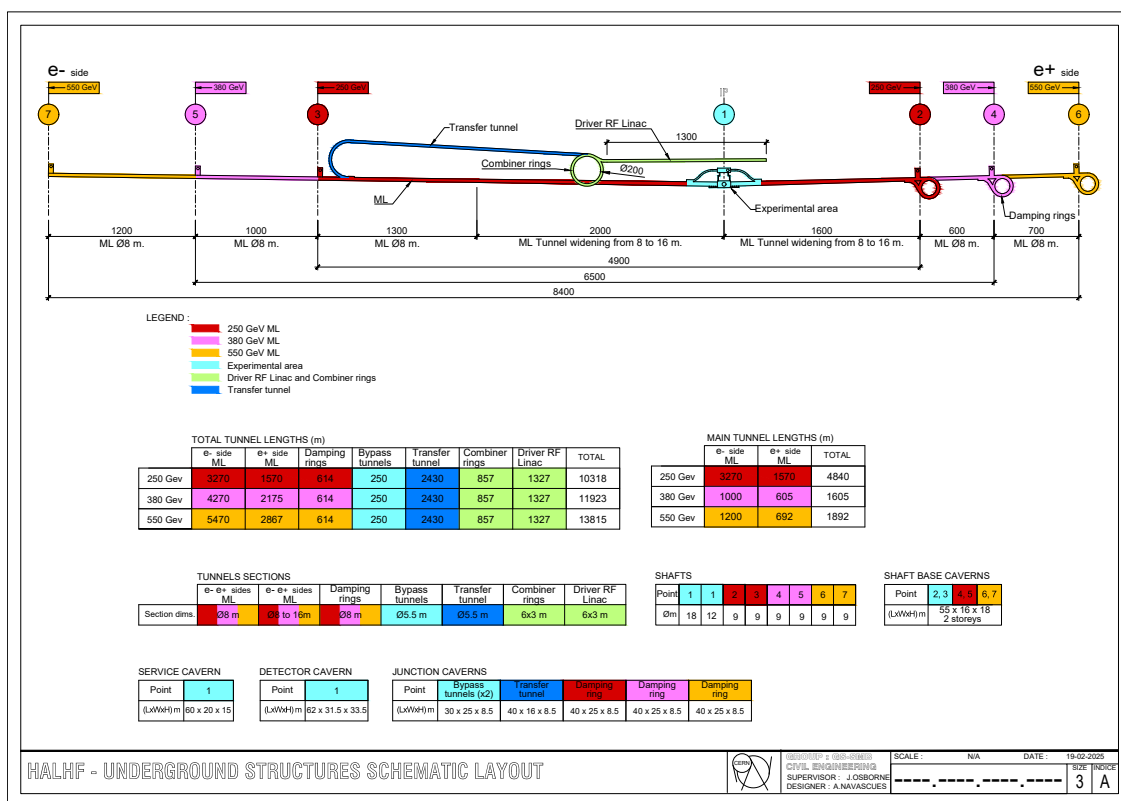 e- side
e+ side
550 GeV
380 GeV
250 GeV
IP
250 GeV
380 GeV
550 GeV
7
5
3
1
2
4
6
Transfer tunnel
Driver RF Linac
1300
Combiner rings
Ø200
ML
Experimental area
Damping rings
1200
1000
1300
2000
1600
600
700
ML Ø8 m.
ML Ø8 m.
ML Ø8 m.
ML Tunnel widening from 8 to 16 m.
ML Tunnel widening from 8 to 16 m.
ML Ø8 m.
ML Ø8 m.
4900
6500
8400
LEGEND :
250 GeV ML
380 GeV ML
550 GeV ML
Experimental area
Driver RF Linac and Combiner rings
Transfer tunnel
TOTAL TUNNEL LENGTHS (m)
e- side ML e+ side ML Damping rings Bypass tunnels Transfer tunnel Combiner rings Driver RF Linac TOTAL
250 Gev 3270 1570 614 250 2430 857 1327 10318
380 Gev 4270 2175 614 250 2430 857 1327 11923
550 Gev 5470 2867 614 250 2430 857 1327 13815
MAIN TUNNEL LENGTHS (m)
e- side ML e+ side ML TOTAL
250 Gev 3270 1570 4840
380 Gev 1000 605 1605
550 Gev 1200 692 1892
TUNNELS SECTIONS
e- e+ sides ML e- e+ sides ML Damping rings Bypass tunnels Transfer tunnel Combiner rings Driver RF Linac
Section dims. Ø8 m Ø8 to 16m Ø8 m Ø5.5 m Ø5.5 m 6x3 m 6x3 m
SHAFTS
Point 1 1 2 3 4 5 6 7
Øm 18 12 9 9 9 9 9 9
SHAFT BASE CAVERNS
Point 2, 3 4, 5 6, 7
(LxWxH) m 55 x 16 x 18
2 storeys
SERVICE CAVERN
Point 1
(LxWxH) m 60 x 20 x 15
DETECTOR CAVERN
Point 1
(LxWxH) m 62 x 31.5 x 33.5
JUNCTION CAVERNS
Point Bypass tunnels (x2) Transfer tunnel Damping ring Damping ring Damping ring
(LxWxH) m 30 x 25 x 8.5 40 x 16 x 8.5 40 x 25 x 8.5 40 x 25 x 8.5 40 x 25 x 8.5
HALHF - UNDERGROUND STRUCTURES SCHEMATIC LAYOUT
CERN
GROUP : GS-SMB
CIVIL ENGINEERING
SUPERVISOR : J.OSBORNE
DESIGNER : A.NAVASCUES
SCALE : N/A DATE : 19-02-2025
----.----.----.----
SIZE INDICE
3 A